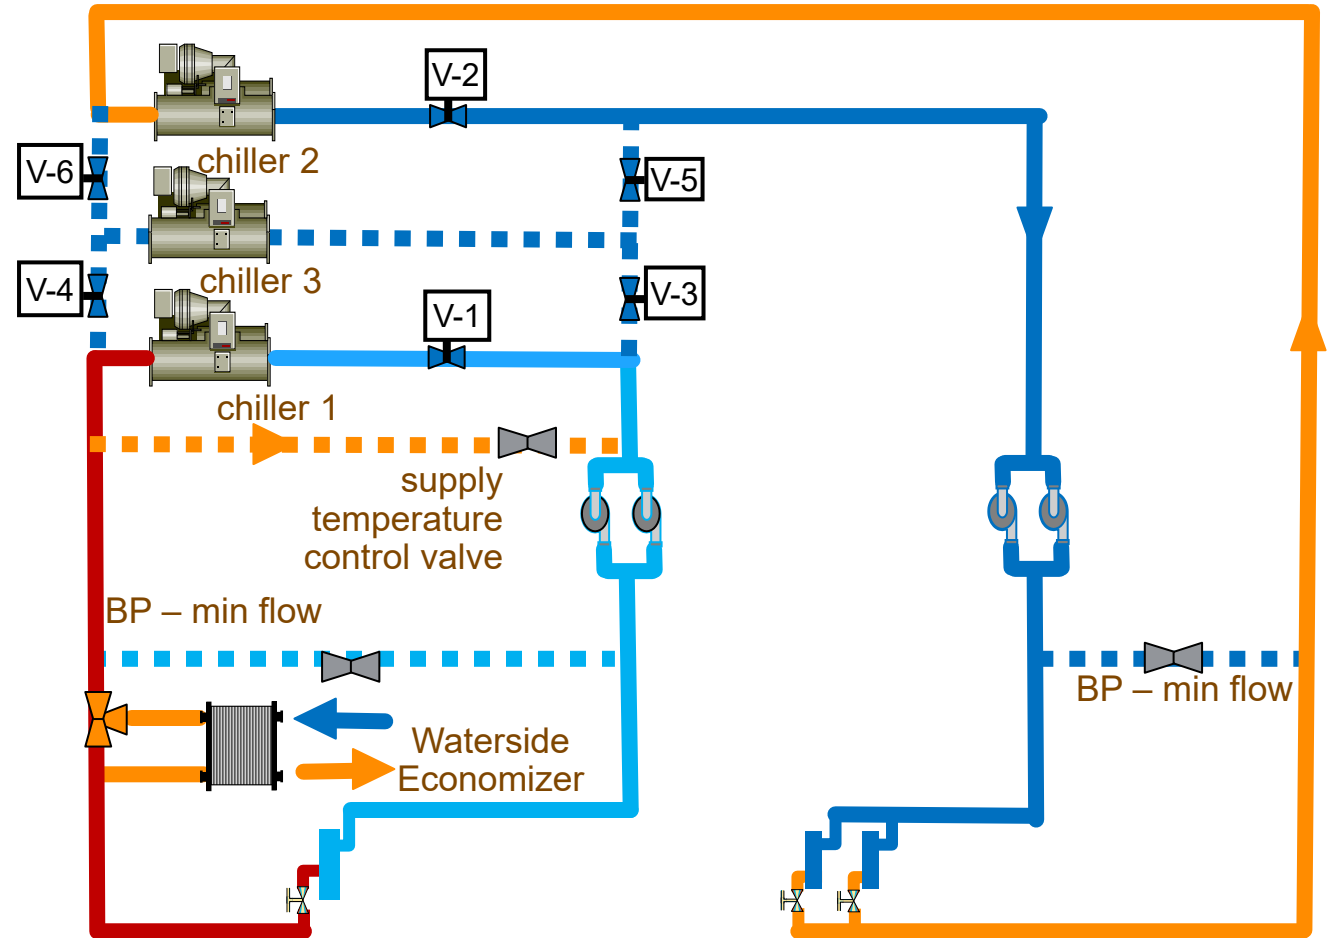 V-2
chiller 2
V-6
V-5
chiller 3
V-4
V-3
V-1
chiller 1
supply
temperature
control valve
BP – min flow
BP – min flow
Waterside
Economizer